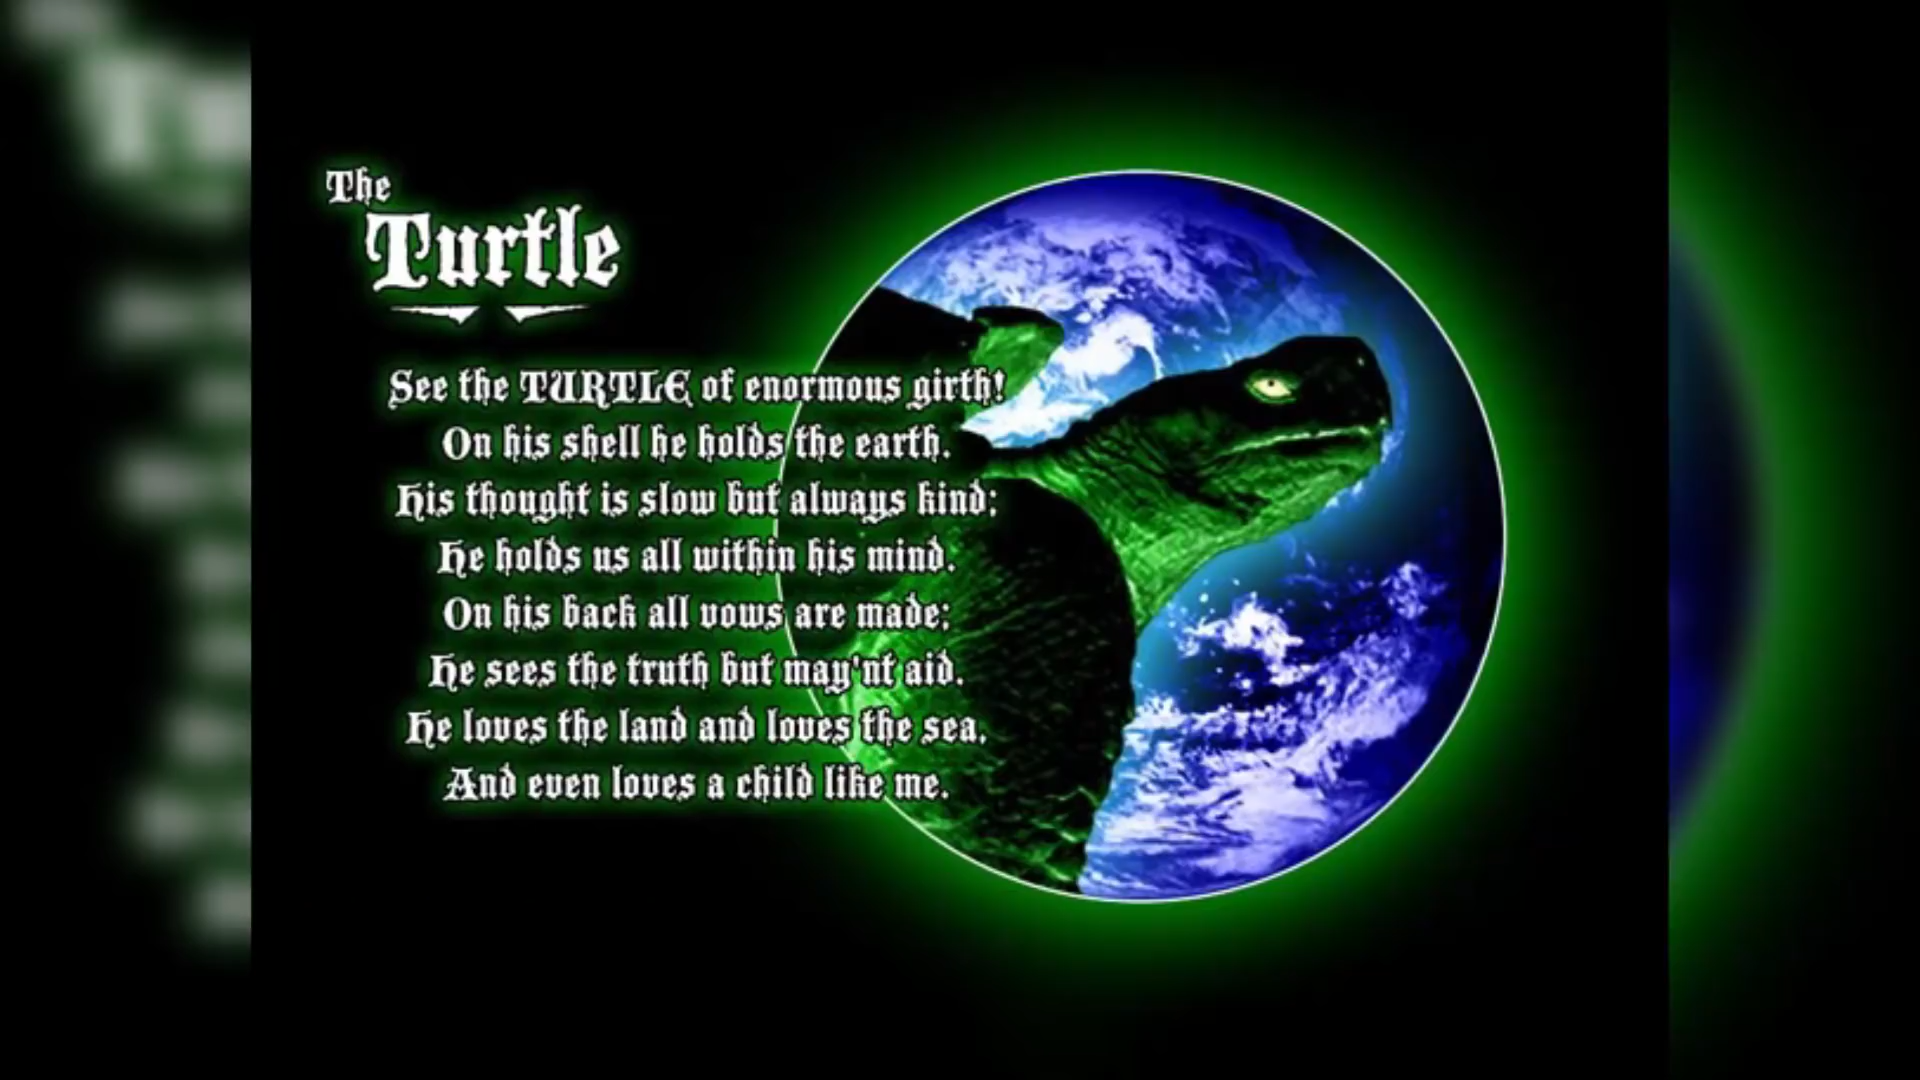 The
Turtle
See the TURTLE of enormous girth!
On his shell he holds the earth.
His thought is slow but always kind;
He holds us all within his mind.
On his back all vows are made;
He sees the truth but may'nt aid.
He loves the land and loves the sea,
And even loves a child like me.